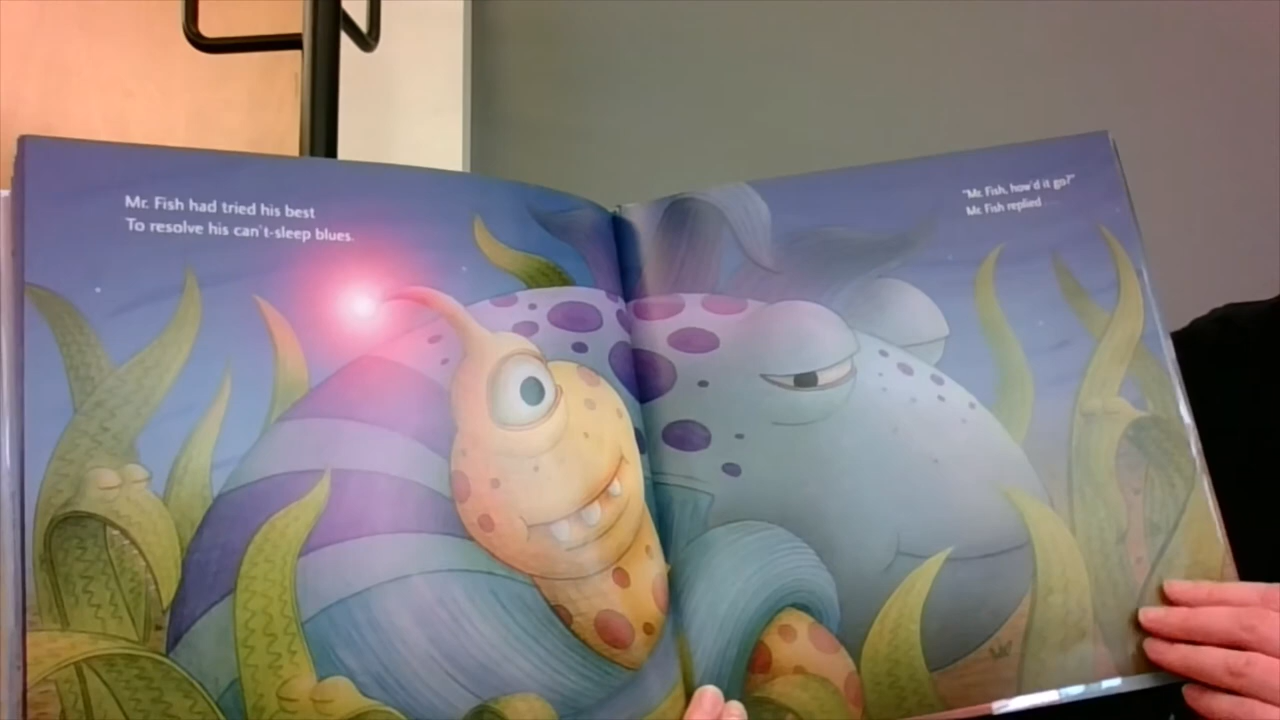 Mr. Fish had tried his best
To resolve his can't-sleep blues.
"Mr. Fish, how'd it go?"
Mr. Fish replied